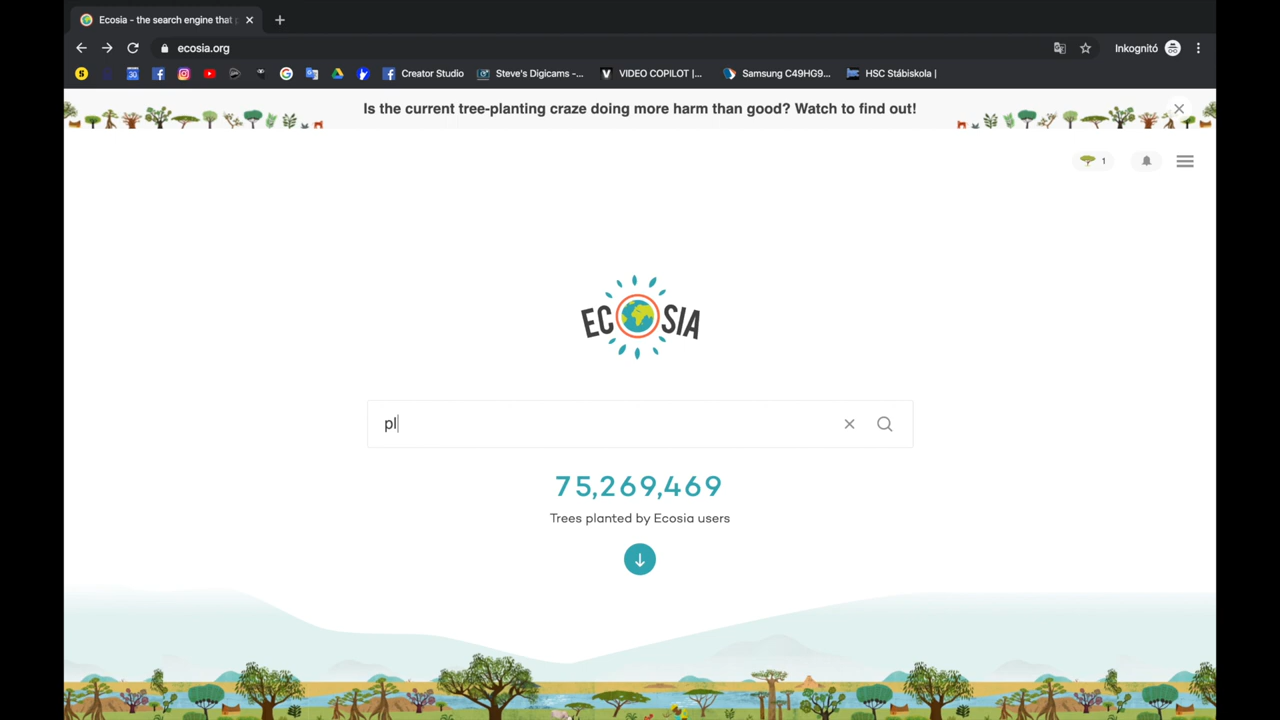 Ecosia - the search engine that
ecosia.org
Inkognitó
S
30
Creator Studio
Steve's Digicams -...
VIDEO COPILOT |...
Samsung C49HG9...
HSC Stábiskola |
Is the current tree-planting craze doing more harm than good? Watch to find out!
1
ECOSIA
pl
75,269,469
Trees planted by Ecosia users